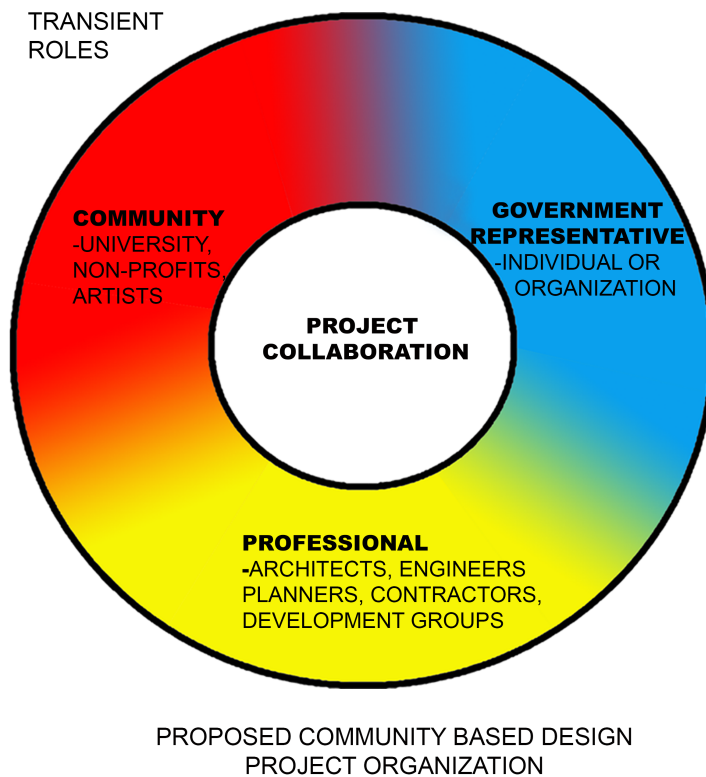 TRANSIENT
ROLES
COMMUNITY
-UNIVERSITY,
NON-PROFITS,
ARTISTS
GOVERNMENT
REPRESENTATIVE
-INDIVIDUAL OR
ORGANIZATION
PROJECT
COLLABORATION
PROFESSIONAL
-ARCHITECTS, ENGINEERS
PLANNERS, CONTRACTORS,
DEVELOPMENT GROUPS
PROPOSED COMMUNITY BASED DESIGN
PROJECT ORGANIZATION